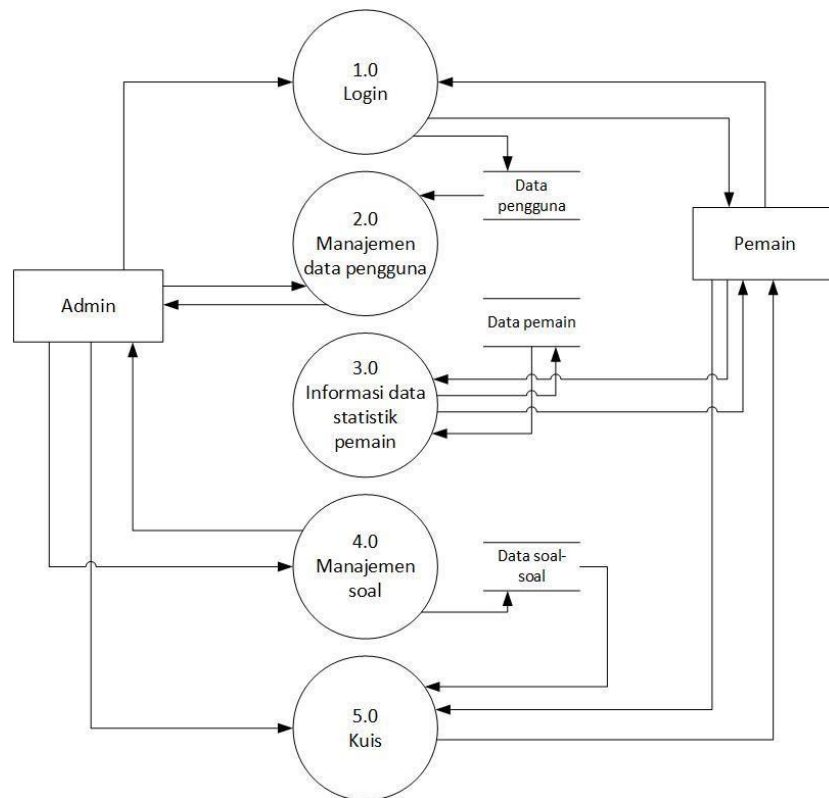 1.0
Login
Data
pengguna
2.0
Manajemen
data pengguna
Pemain
Admin
Data pemain
3.0
Informasi data
statistik
pemain
4.0
Manajemen
soal
Data soal-
soal
5.0
Kuis